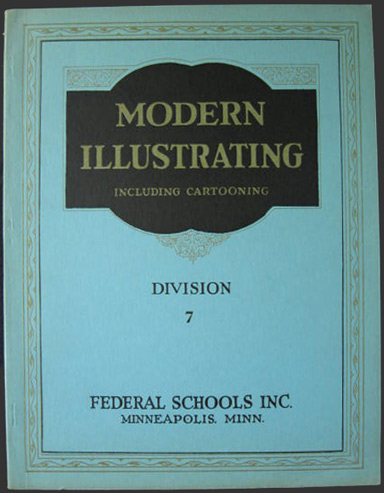 MODERN
ILLUSTRATING
INCLUDING CARTOONING
DIVISION
7
FEDERAL SCHOOLS INC.
MINNEAPOLIS, MINN.